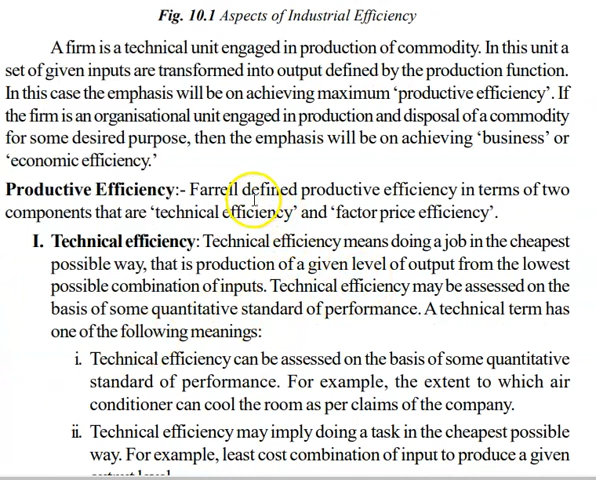 Fig. 10.1 Aspects of Industrial Efficiency
A firm is a technical unit engaged in production of commodity. In this unit a
set of given inputs are transformed into output defined by the production function.
In this case the emphasis will be on achieving maximum ‘productive efficiency’. If
the firm is an organisational unit engaged in production and disposal of a commodity
for some desired purpose, then the emphasis will be on achieving ‘business’ or
‘economic efficiency.’
Productive Efficiency:- Farrell defined productive efficiency in terms of two
components that are ‘technical efficiency’ and ‘factor price efficiency’.
I. Technical efficiency: Technical efficiency means doing a job in the cheapest
possible way, that is production of a given level of output from the lowest
possible combination of inputs. Technical efficiency may be assessed on the
basis of some quantitative standard of performance. A technical term has
one of the following meanings:
i. Technical efficiency can be assessed on the basis of some quantitative
standard of performance. For example, the extent to which air
conditioner can cool the room as per claims of the company.
ii. Technical efficiency may imply doing a task in the cheapest possible
way. For example, least cost combination of input to produce a given